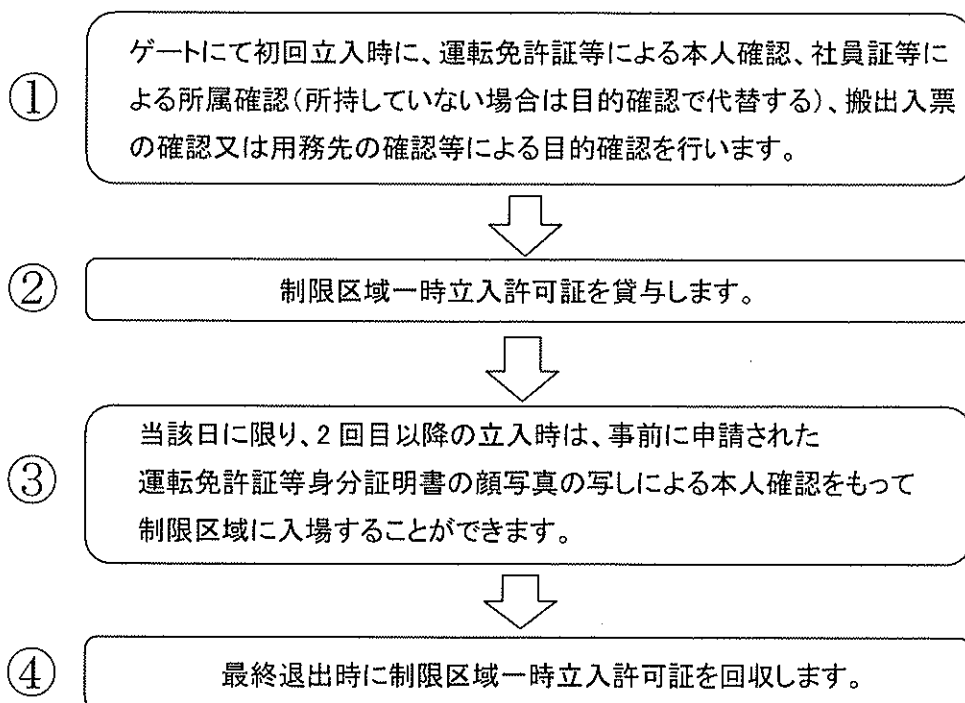 ①
ゲートにて初回立入時に、運転免許証等による本人確認、社員証等に
よる所属確認(所持していない場合は目的確認で代替する)、搬出入票
の確認又は用務先の確認等による目的確認を行います。
②
制限区域一時立入許可証を貸与します。
③
当該日に限り、2回目以降の立入時は、事前に申請された
運転免許証等身分証明書の顔写真の写しによる本人確認をもって
制限区域に入場することができます。
④
最終退出時に制限区域一時立入許可証を回収します。